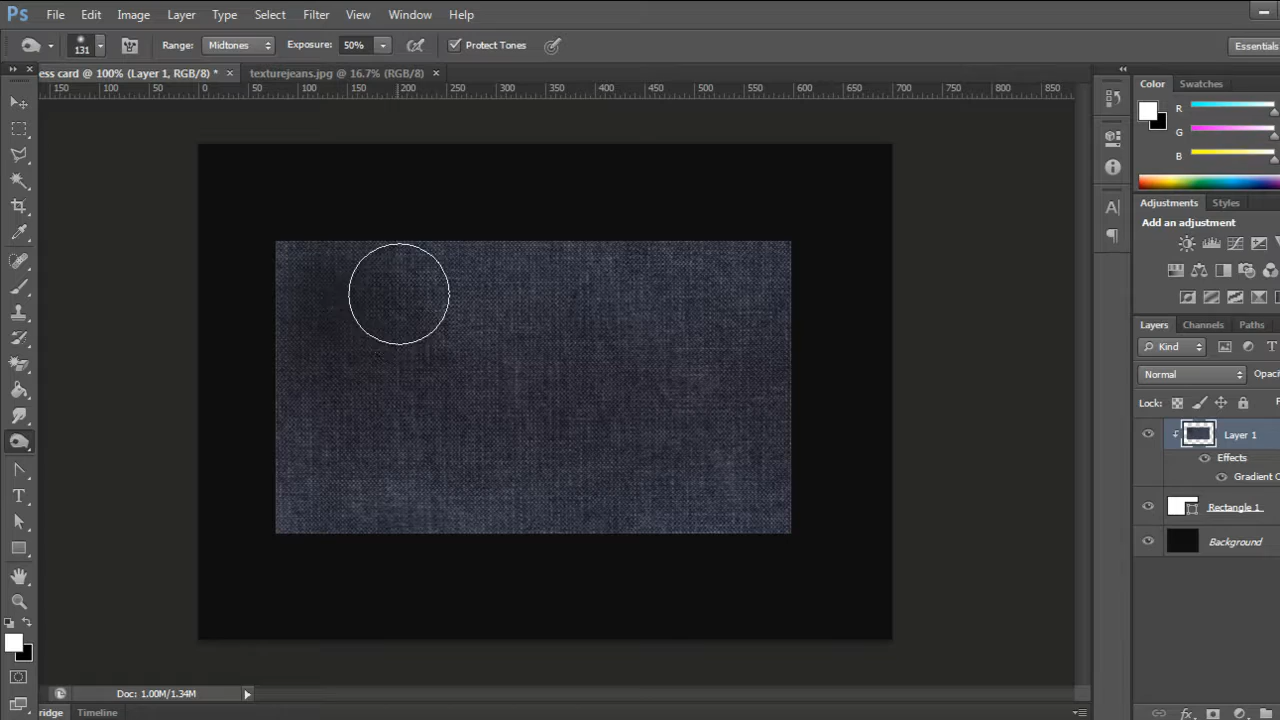 Ps File Edit Image Layer Type Select Filter View Window Help
131 Range: Midtones Exposure: 50% Protect Tones Essentials
ess card @ 100% (Layer 1, RGB/8) * × texturejeans.jpg @ 16.7% (RGB/8) ×
150 100 50 0 50 100 150 200 250 300 350 400 450 500 550 600 650 700 750 800 850
Color Swatches
R
G
B
Adjustments Styles
Add an adjustment
Layers Channels Paths
Kind T
Normal Opaci
Lock: F
Layer 1
Effects
Gradient O
Rectangle 1
Background
Doc: 1.00M/1.34M
ridge Timeline